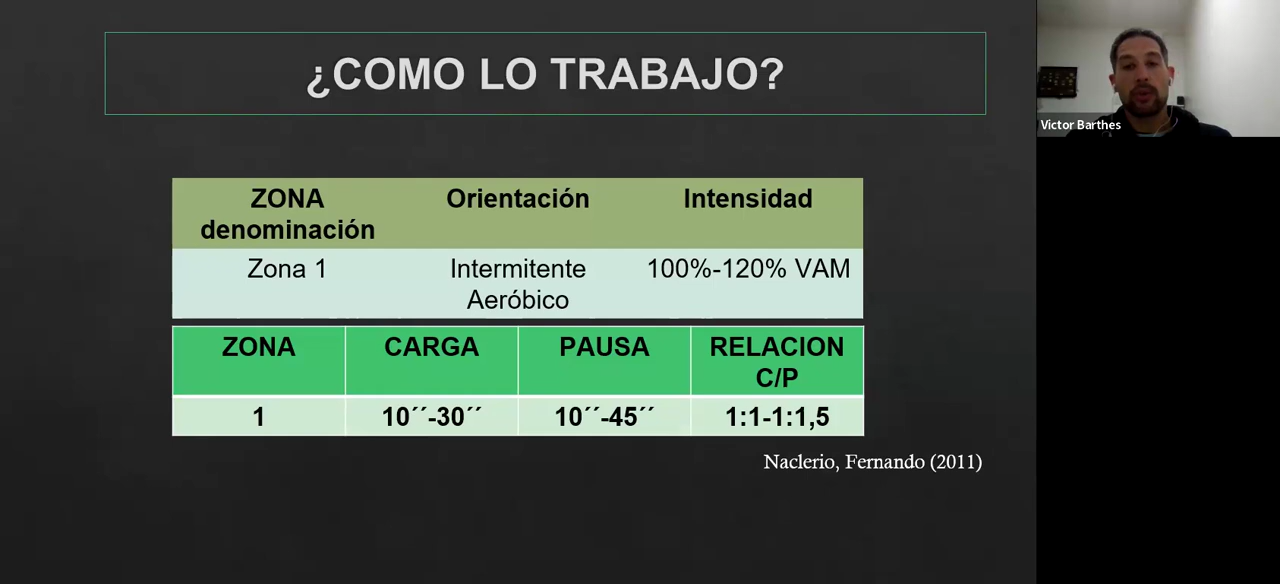 ¿COMO LO TRABAJO?
Victor Barthes
ZONA denominación Orientación Intensidad
Zona 1 Intermitente Aeróbico 100%-120% VAM
ZONA CARGA PAUSA RELACION C/P
1 10´´-30´´ 10´´-45´´ 1:1-1:1,5
Naclerio, Fernando (2011)